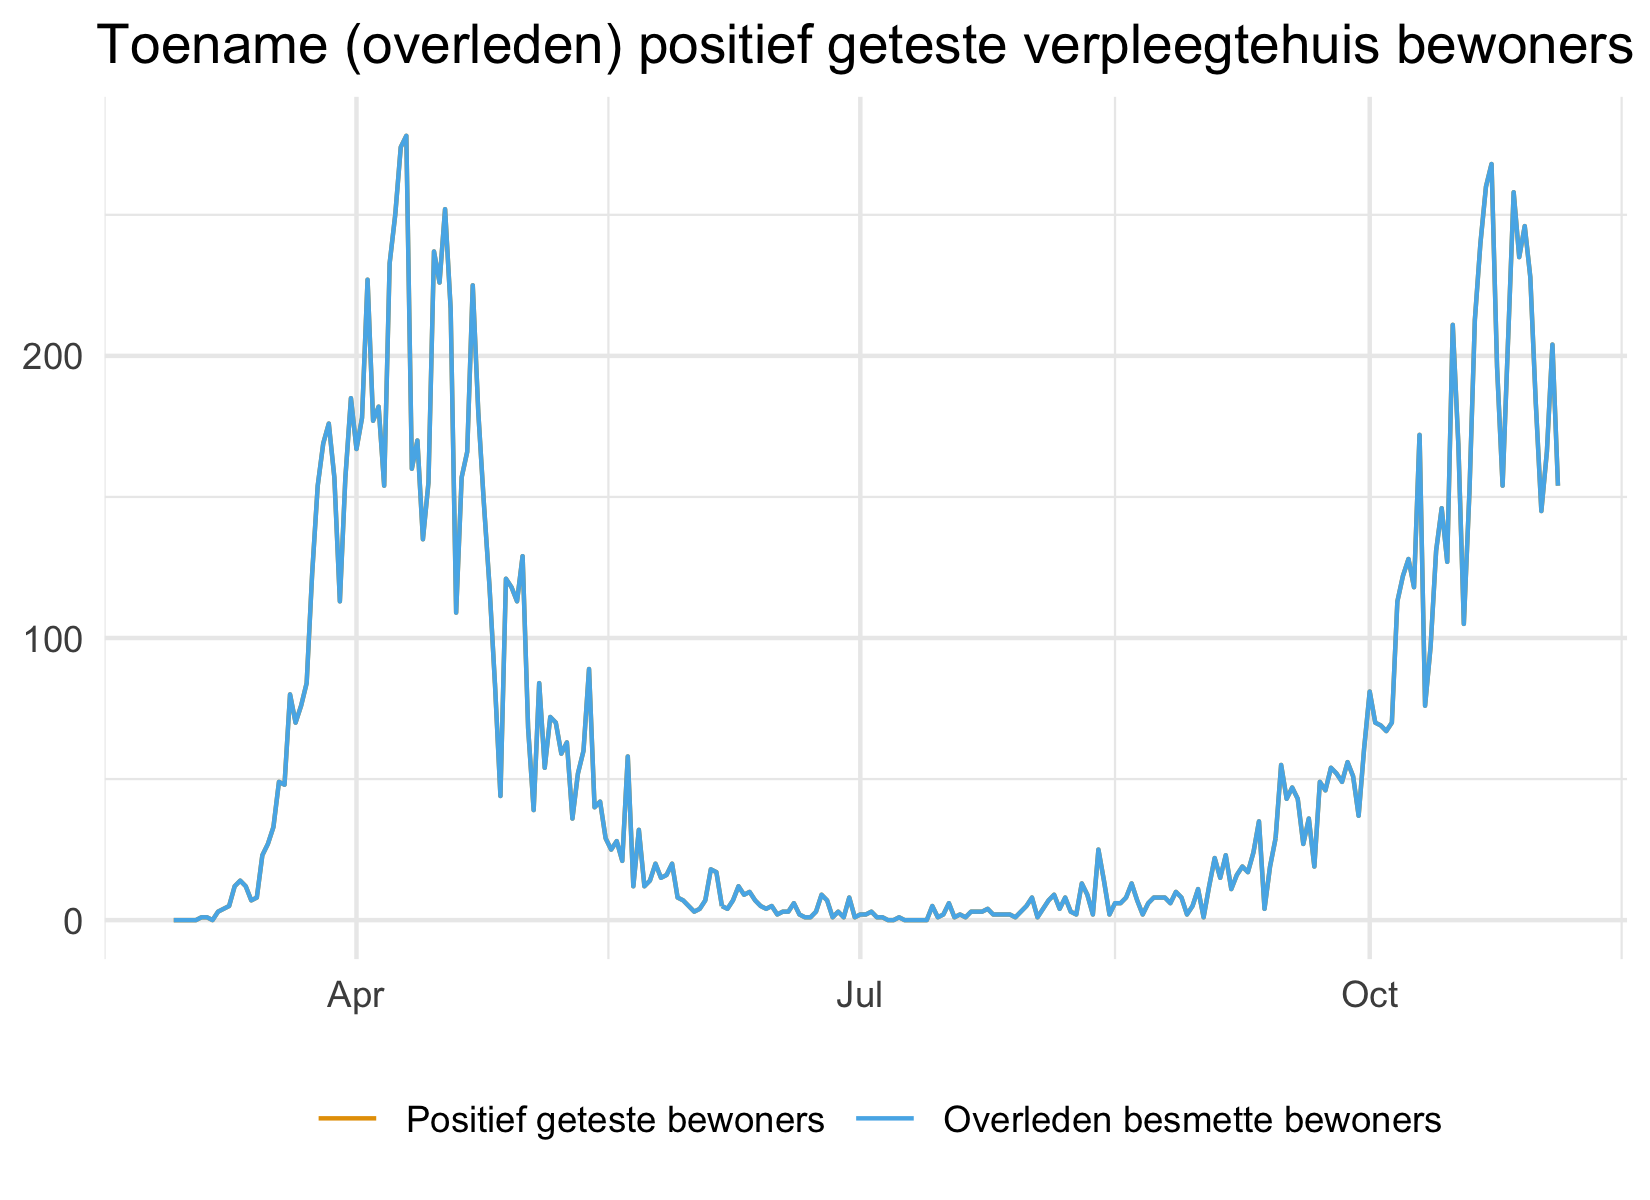 Toename (overleden) positief geteste verpleegtehuis bewoners
200
100
0
Apr Jul Oct
Positief geteste bewoners Overleden besmette bewoners